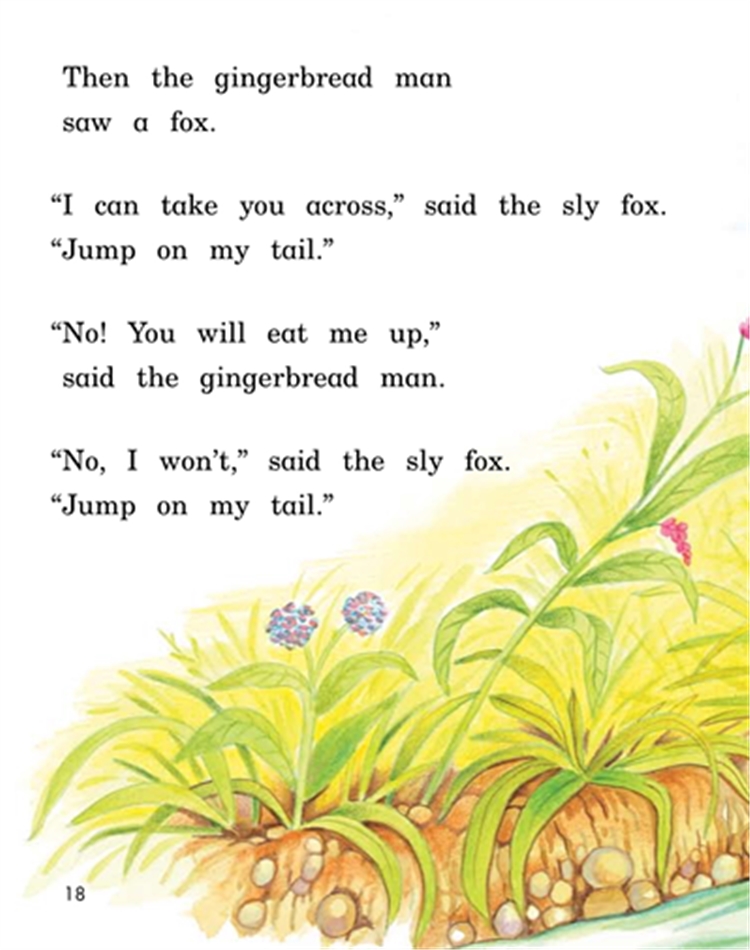 Then the gingerbread man
saw a fox.
“I can take you across,” said the sly fox.
“Jump on my tail.”
“No! You will eat me up,”
said the gingerbread man.
“No, I won’t,” said the sly fox.
“Jump on my tail.”
18